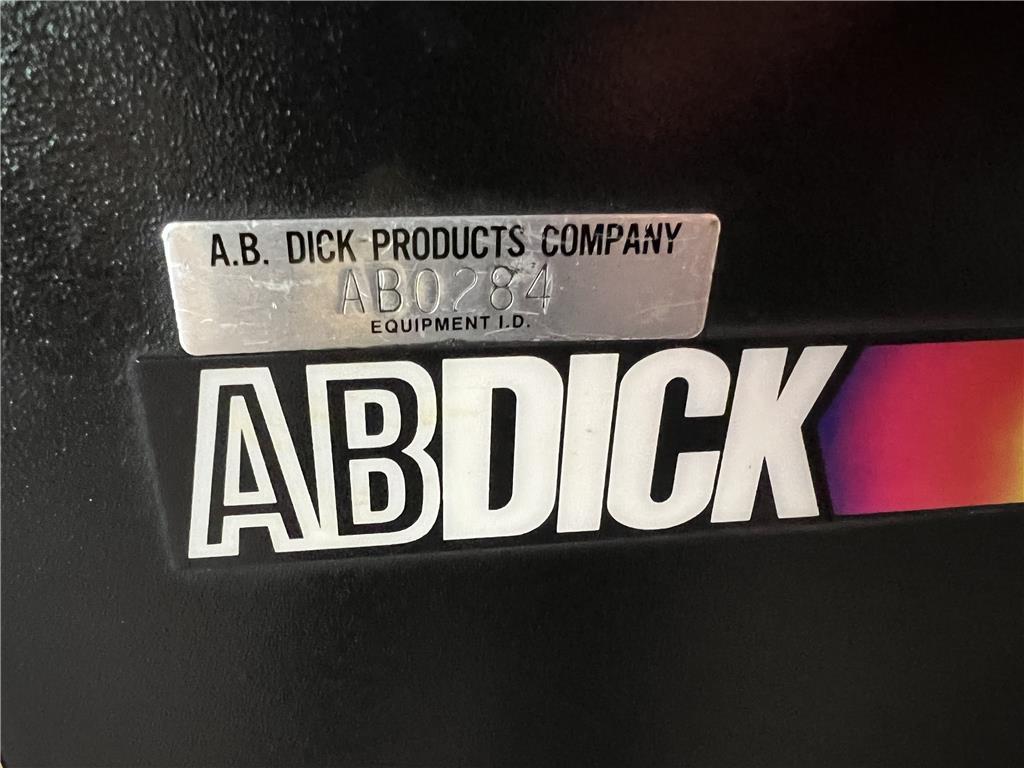 A.B. DICK PRODUCTS COMPANY
AB0284
EQUIPMENT I.D.
ABDICK